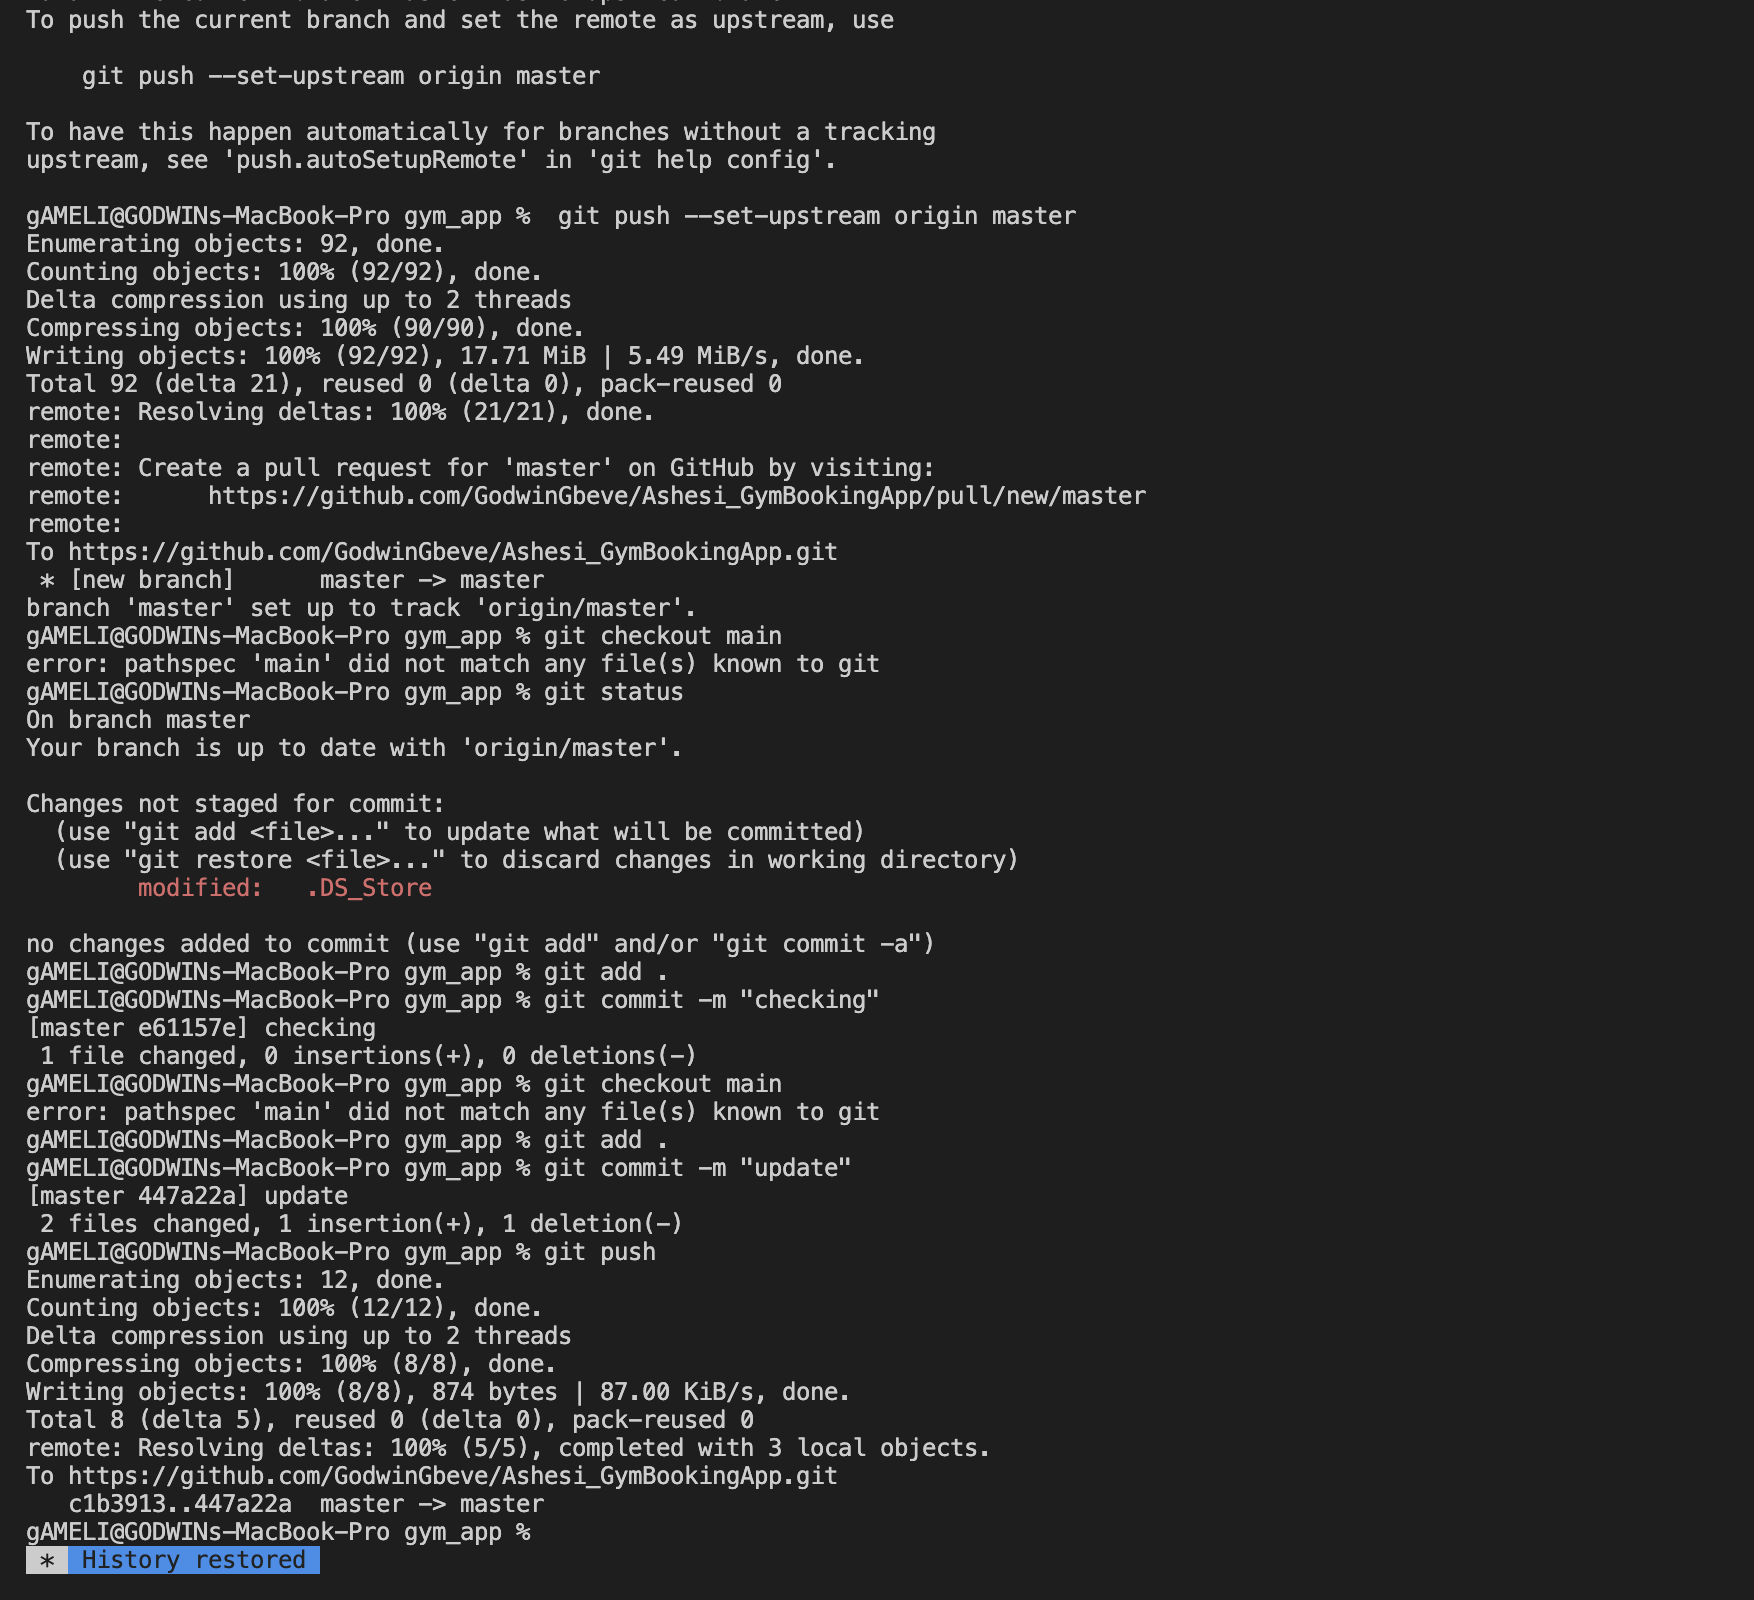 To push the current branch and set the remote as upstream, use
git push --set-upstream origin master
To have this happen automatically for branches without a tracking
upstream, see 'push.autoSetupRemote' in 'git help config'.
gAMELI@GODWINs-MacBook-Pro gym_app %  git push --set-upstream origin master
Enumerating objects: 92, done.
Counting objects: 100% (92/92), done.
Delta compression using up to 2 threads
Compressing objects: 100% (90/90), done.
Writing objects: 100% (92/92), 17.71 MiB | 5.49 MiB/s, done.
Total 92 (delta 21), reused 0 (delta 0), pack-reused 0
remote: Resolving deltas: 100% (21/21), done.
remote:
remote: Create a pull request for 'master' on GitHub by visiting:
remote:      https://github.com/GodwinGbeve/Ashesi_GymBookingApp/pull/new/master
remote:
To https://github.com/GodwinGbeve/Ashesi_GymBookingApp.git
* [new branch]      master -> master
branch 'master' set up to track 'origin/master'.
gAMELI@GODWINs-MacBook-Pro gym_app % git checkout main
error: pathspec 'main' did not match any file(s) known to git
gAMELI@GODWINs-MacBook-Pro gym_app % git status
On branch master
Your branch is up to date with 'origin/master'.
Changes not staged for commit:
(use "git add <file>..." to update what will be committed)
(use "git restore <file>..." to discard changes in working directory)
modified:   .DS_Store
no changes added to commit (use "git add" and/or "git commit -a")
gAMELI@GODWINs-MacBook-Pro gym_app % git add .
gAMELI@GODWINs-MacBook-Pro gym_app % git commit -m "checking"
[master e61157e] checking
1 file changed, 0 insertions(+), 0 deletions(-)
gAMELI@GODWINs-MacBook-Pro gym_app % git checkout main
error: pathspec 'main' did not match any file(s) known to git
gAMELI@GODWINs-MacBook-Pro gym_app % git add .
gAMELI@GODWINs-MacBook-Pro gym_app % git commit -m "update"
[master 447a22a] update
2 files changed, 1 insertion(+), 1 deletion(-)
gAMELI@GODWINs-MacBook-Pro gym_app % git push
Enumerating objects: 12, done.
Counting objects: 100% (12/12), done.
Delta compression using up to 2 threads
Compressing objects: 100% (8/8), done.
Writing objects: 100% (8/8), 874 bytes | 87.00 KiB/s, done.
Total 8 (delta 5), reused 0 (delta 0), pack-reused 0
remote: Resolving deltas: 100% (5/5), completed with 3 local objects.
To https://github.com/GodwinGbeve/Ashesi_GymBookingApp.git
c1b3913..447a22a  master -> master
gAMELI@GODWINs-MacBook-Pro gym_app %
* History restored